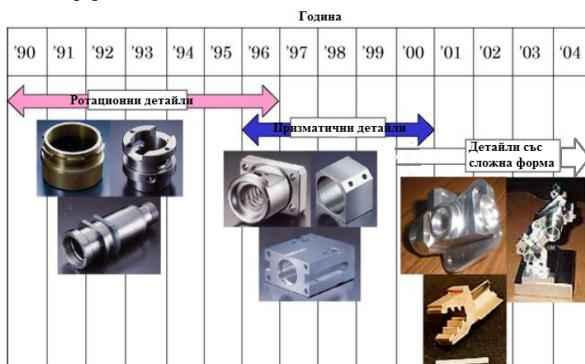 Година
'90 '91 '92 '93 '94 '95 '96 '97 '98 '99 '00 '01 '02 '03 '04
Ротационни детайли
Призматични детайли
Детайли със
сложна форма